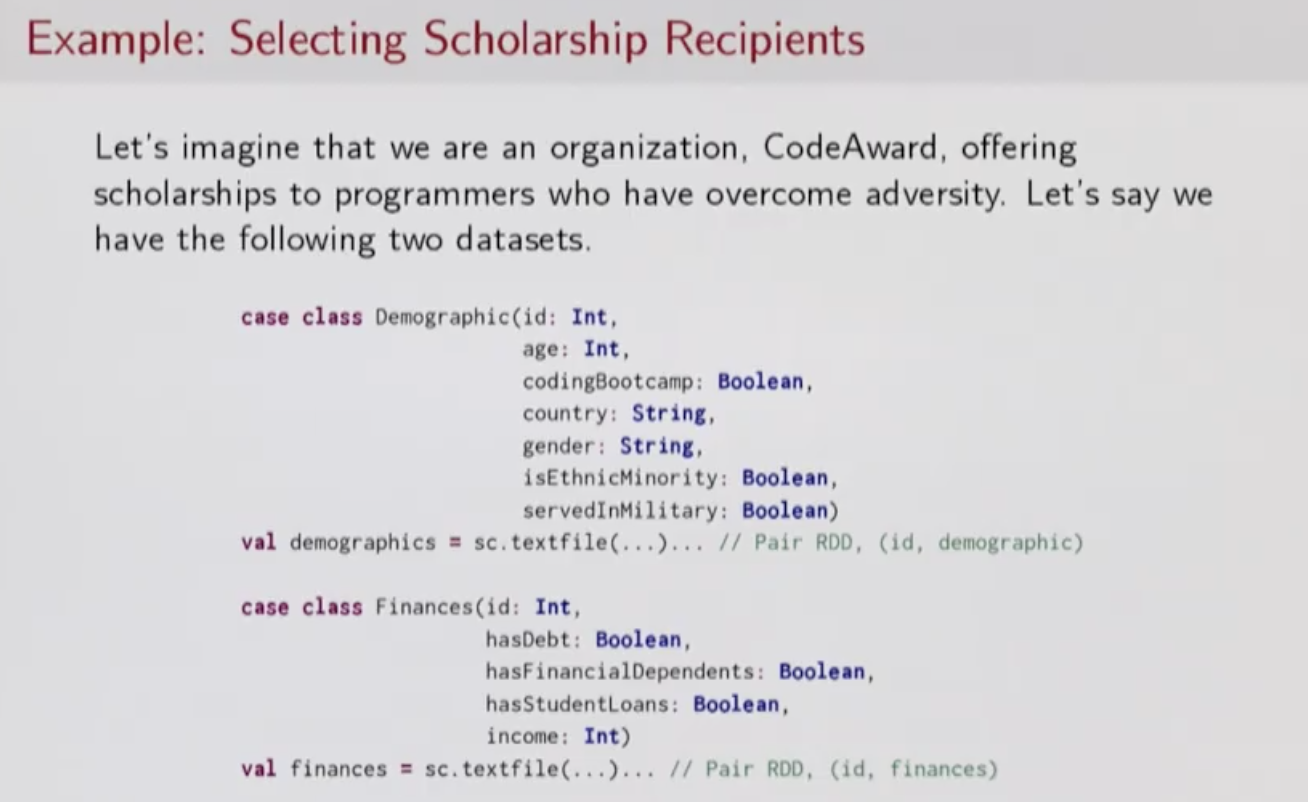 Example: Selecting Scholarship Recipients
Let's imagine that we are an organization, CodeAward, offering
scholarships to programmers who have overcome adversity. Let's say we
have the following two datasets.
case class Demographic(id: Int,
age: Int,
codingBootcamp: Boolean,
country: String,
gender: String,
isEthnicMinority: Boolean,
servedInMilitary: Boolean)
val demographics = sc.textfile(...)... // Pair RDD, (id, demographic)
case class Finances(id: Int,
hasDebt: Boolean,
hasFinancialDependents: Boolean,
hasStudentLoans: Boolean,
income: Int)
val finances = sc.textfile(...)... // Pair RDD, (id, finances)